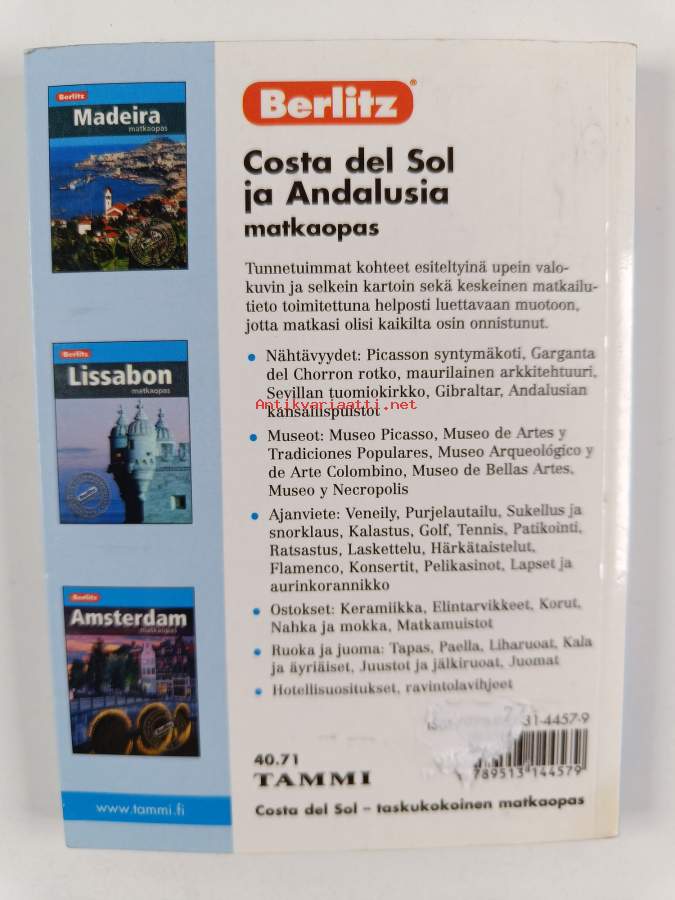 Berlitz
Madeira
matkaopas
Berlitz
Lissabon
matkaopas
Berlitz
Amsterdam
matkaopas
www.tammi.fi
Berlitz®
Costa del Sol
ja Andalusia
matkaopas
Tunnetuimmat kohteet esiteltyinä upein valo-
kuvin ja selkein kartoin sekä keskeinen matkailu-
tieto toimitettuna helposti luettavaan muotoon,
jotta matkasi olisi kaikilta osin onnistunut.
• Nähtävyydet: Picasson syntymäkoti, Garganta
del Chorron rotko, maurilainen arkkitehtuuri,
Sevillan tuomiokirkko, Gibraltar, Andalusian
Antikvariaatti.net
kansallispuistot
• Museot: Museo Picasso, Museo de Artes y
Tradiciones Populares, Museo Arqueológico y
de Arte Colombino, Museo de Bellas Artes,
Museo y Necropolis
• Ajanviete: Veneily, Purjelautailu, Sukellus ja
snorklaus, Kalastus, Golf, Tennis, Patikointi,
Ratsastus, Laskettelu, Härkätaistelut,
Flamenco, Konsertit, Pelikasinot, Lapset ja
aurinkorannikko
• Ostokset: Keramiikka, Elintarvikkeet, Korut,
Nahka ja mokka, Matkamuistot
• Ruoka ja juoma: Tapas, Paella, Liharuoat, Kala
ja äyriäiset, Juustot ja jälkiruoat, Juomat
• Hotellisuositukset, ravintolavihjeet
31-4457-9
40.71
TAMMI
789513 144579
Costa del Sol – taskukokoinen matkaopas